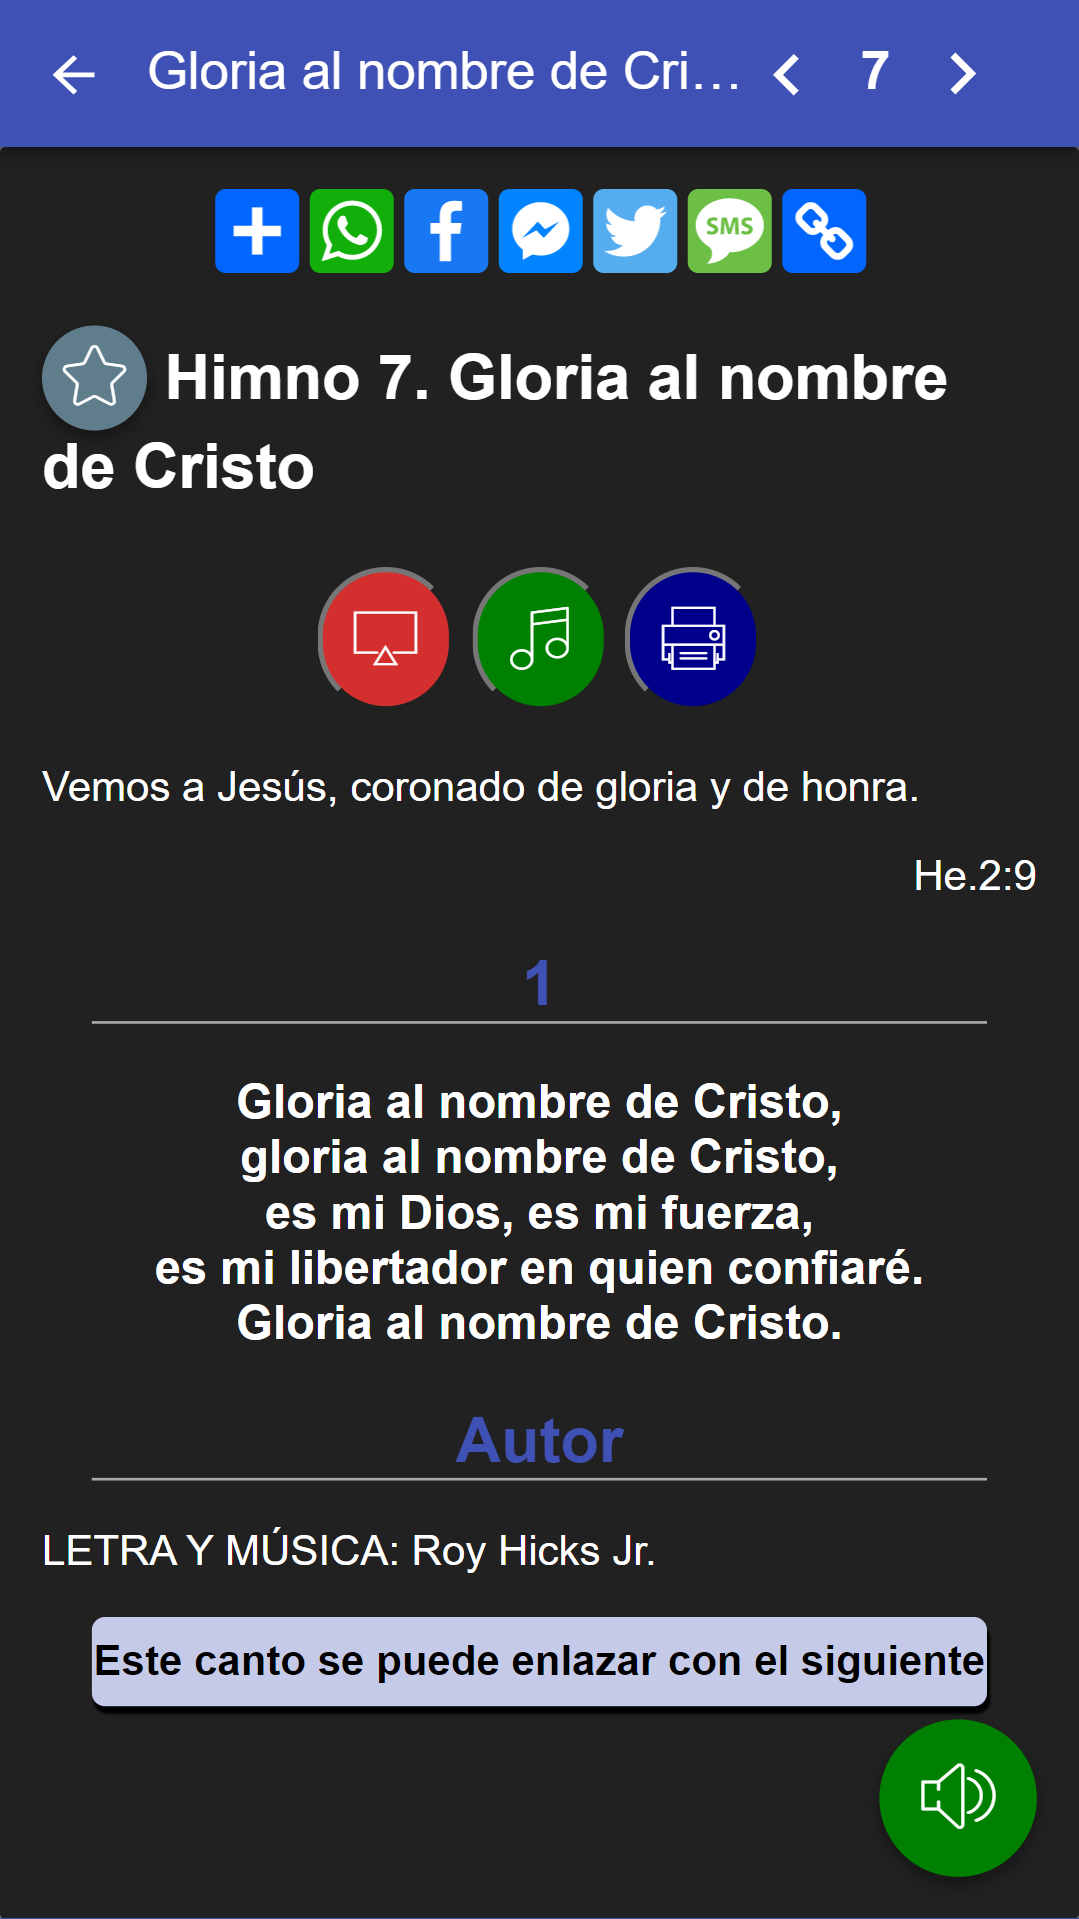 Gloria al nombre de Cri... 7
SMS
Himno 7. Gloria al nombre
de Cristo
Vemos a Jesús, coronado de gloria y de honra.
He.2:9
1
Gloria al nombre de Cristo,
gloria al nombre de Cristo,
es mi Dios, es mi fuerza,
es mi libertador en quien confiaré.
Gloria al nombre de Cristo.
Autor
LETRA Y MÚSICA: Roy Hicks Jr.
Este canto se puede enlazar con el siguiente